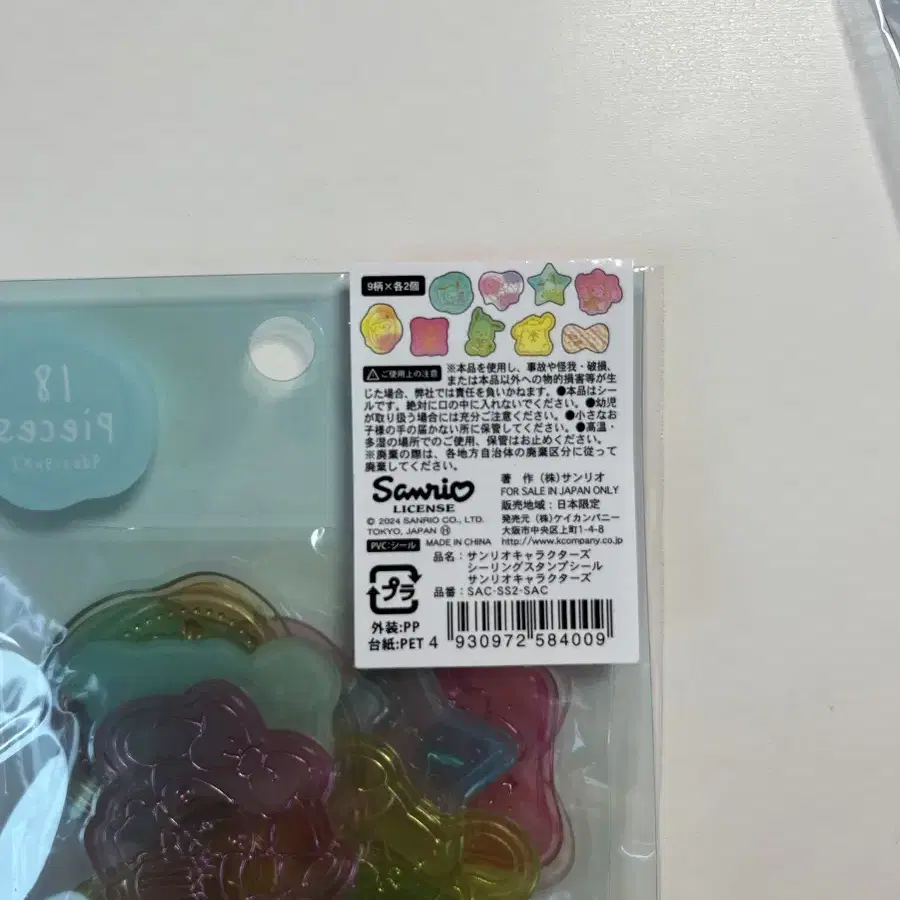 18
Pieces
9designx2
9柄×各2個
⚠ご使用上の注意 ※本品を使用し、事故や怪我・破損、
または本品以外への物的損害等が生
じた場合、弊社では責任を負いかねます。●本品はシー
ルです。絶対に口の中に入れないでください。●幼児
が取り扱う場合には充分ご注意ください。●小さなお
子様の手の届かない所に保管してください。●高温・
多湿の場所でのご使用、保管はお止めください。
※廃棄の際は、各地方自治体の廃棄区分に従って
廃棄してください。
Sanrio
LICENSE
© 2024 SANRIO CO., LTD.
TOKYO, JAPAN Ⓗ
著 作 (株)サンリオ
FOR SALE IN JAPAN ONLY
販売地域:日本限定
発売元(株)ケイカンパニー
大阪市中央区上町1-4-8
http://www.kcompany.co.jp
PVC:シール MADE IN CHINA
品名:サンリオキャラクターズ
シーリングスタンプシール
サンリオキャラクターズ
品番:SAC-SS2-SAC
プラ
外装:PP
台紙:PET
4 930972 584009